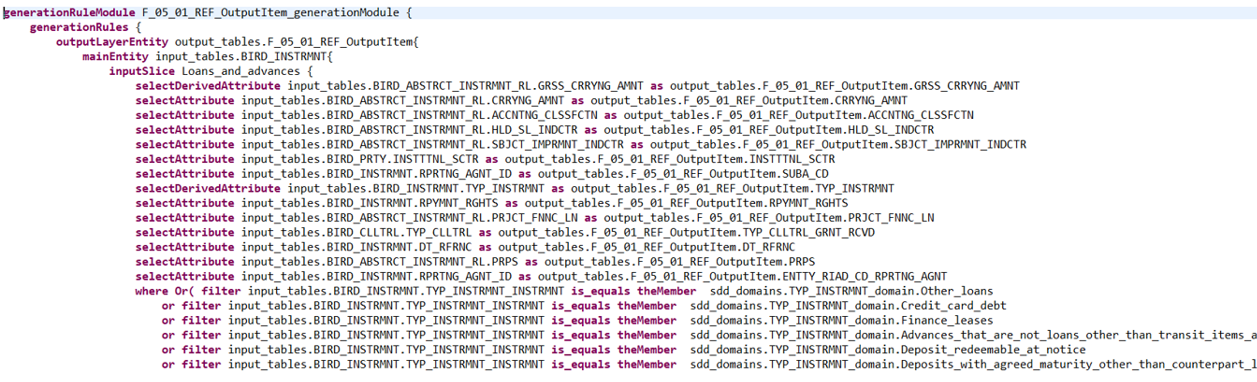 generationRuleModule F_05_01_REF_OutputItem_generationModule {
generationRules {
outputLayerEntity output_tables.F_05_01_REF_OutputItem{
mainEntity input_tables.BIRD_INSTRMNT{
inputSlice Loans_and_advances {
selectDerivedAttribute input_tables.BIRD_ABSTRCT_INSTRMNT_RL.GRSS_CRRYNG_AMNT as output_tables.F_05_01_REF_OutputItem.GRSS_CRRYNG_AMNT
selectAttribute input_tables.BIRD_ABSTRCT_INSTRMNT_RL.CRRYNG_AMNT as output_tables.F_05_01_REF_OutputItem.CRRYNG_AMNT
selectAttribute input_tables.BIRD_ABSTRCT_INSTRMNT_RL.ACCNTNG_CLSSFCTN as output_tables.F_05_01_REF_OutputItem.ACCNTNG_CLSSFCTN
selectAttribute input_tables.BIRD_ABSTRCT_INSTRMNT_RL.HLD_SL_INDCTR as output_tables.F_05_01_REF_OutputItem.HLD_SL_INDCTR
selectAttribute input_tables.BIRD_ABSTRCT_INSTRMNT_RL.SBJCT_IMPRMNT_INDCTR as output_tables.F_05_01_REF_OutputItem.SBJCT_IMPRMNT_INDCTR
selectAttribute input_tables.BIRD_PRTY.INSTTTNL_SCTR as output_tables.F_05_01_REF_OutputItem.INSTTTNL_SCTR
selectAttribute input_tables.BIRD_INSTRMNT.RPRTNG_AGNT_ID as output_tables.F_05_01_REF_OutputItem.SUBA_CD
selectDerivedAttribute input_tables.BIRD_INSTRMNT.TYP_INSTRMNT as output_tables.F_05_01_REF_OutputItem.TYP_INSTRMNT
selectAttribute input_tables.BIRD_INSTRMNT.RPYMNT_RGHTS as output_tables.F_05_01_REF_OutputItem.RPYMNT_RGHTS
selectAttribute input_tables.BIRD_ABSTRCT_INSTRMNT_RL.PRJCT_FNNC_LN as output_tables.F_05_01_REF_OutputItem.PRJCT_FNNC_LN
selectAttribute input_tables.BIRD_CLLTRL.TYP_CLLTRL as output_tables.F_05_01_REF_OutputItem.TYP_CLLTRL_GRNT_RCVD
selectAttribute input_tables.BIRD_INSTRMNT.DT_RFRNC as output_tables.F_05_01_REF_OutputItem.DT_RFRNC
selectAttribute input_tables.BIRD_ABSTRCT_INSTRMNT_RL.PRPS as output_tables.F_05_01_REF_OutputItem.PRPS
selectAttribute input_tables.BIRD_INSTRMNT.RPRTNG_AGNT_ID as output_tables.F_05_01_REF_OutputItem.ENTTY_RIAD_CD_RPRTNG_AGNT
where Or( filter input_tables.BIRD_INSTRMNT.TYP_INSTRMNT_INSTRMNT is_equals theMember sdd_domains.TYP_INSTRMNT_domain.Other_loans
or filter input_tables.BIRD_INSTRMNT.TYP_INSTRMNT_INSTRMNT is_equals theMember sdd_domains.TYP_INSTRMNT_domain.Credit_card_debt
or filter input_tables.BIRD_INSTRMNT.TYP_INSTRMNT_INSTRMNT is_equals theMember sdd_domains.TYP_INSTRMNT_domain.Finance_leases
or filter input_tables.BIRD_INSTRMNT.TYP_INSTRMNT_INSTRMNT is_equals theMember sdd_domains.TYP_INSTRMNT_domain.Advances_that_are_not_loans_other_than_transit_items_a
or filter input_tables.BIRD_INSTRMNT.TYP_INSTRMNT_INSTRMNT is_equals theMember sdd_domains.TYP_INSTRMNT_domain.Deposit_redeemable_at_notice
or filter input_tables.BIRD_INSTRMNT.TYP_INSTRMNT_INSTRMNT is_equals theMember sdd_domains.TYP_INSTRMNT_domain.Deposits_with_agreed_maturity_other_than_counterpart_l